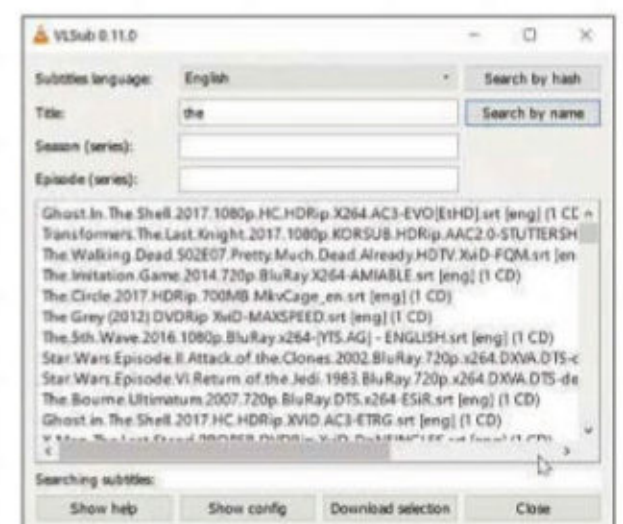 VLSub 0.11.0
Subtitles language: English Search by hash
Title: the Search by name
Season (series):
Episode (series):
Ghost.In.The.Shell.2017.1080p.HC.HDRip.X264.AC3-EVO[EtHD].srt [eng] (1 CD
Transformers.The.Last.Knight.2017.1080p.KORSUB.HDRip.AAC2.0-STUTTERSH
The.Walking.Dead.S02E07.Pretty.Much.Dead.Already.HDTV.XviD-FQM.srt [en
The.Imitation.Game.2014.720p.BluRay.X264-AMIABLE.srt [eng] (1 CD)
The.Circle.2017.HDRip.700MB.MkvCage_en.srt [eng] (1 CD)
The Grey (2012) DVDRip XviD-MAXSPEED.srt [eng] (1 CD)
The.5th.Wave.2016.1080p.BluRay.x264-[YTS.AG] - ENGLISH.srt [eng] (1 CD)
Star.Wars.Episode.II.Attack.of.the.Clones.2002.BluRay.720p.x264.DXVA.DTS-c
Star.Wars.Episode.VI.Return.of.the.Jedi.1983.BluRay.720p.x264.DXVA.DTS-de
The.Bourne.Ultimatum.2007.720p.BluRay.DTS.x264-ESiR.srt [eng] (1 CD)
Ghost.in.The.Shell.2017.HC.HDRip.XViD.AC3-ETRG.srt [eng] (1 CD)
Searching subtitles:
Show help Show config Download selection Close